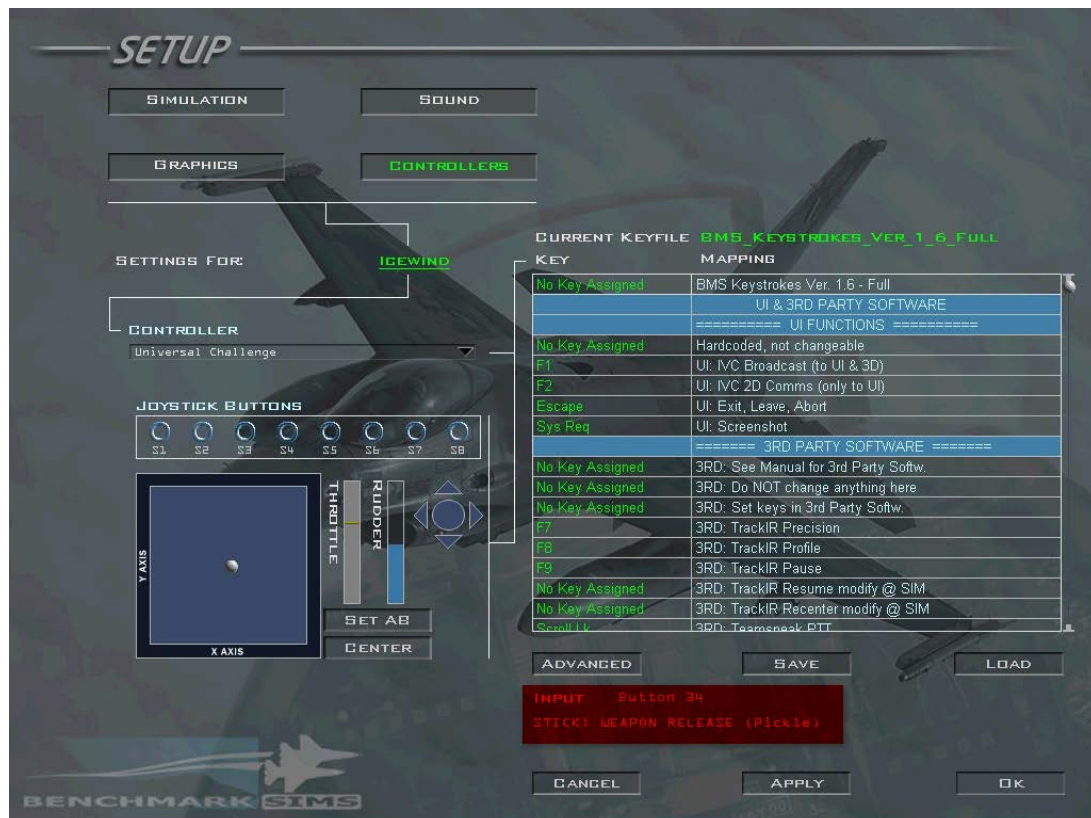 SETUP
SIMULATION
SOUND
GRAPHICS
CONTROLLERS
SETTINGS FOR:
ICEWIND
CONTROLLER
Universal Challenge
JOYSTICK BUTTONS
S1 S2 S3 S4 S5 S6 S7 S8
Y AXIS
X AXIS
THROTTLE
RUDDER
SET AB
CENTER
CURRENT KEYFILE BMS_KEYSTROKES_VER_1_6_FULL
KEY MAPPING
No Key Assigned BMS Keystrokes Ver. 1.6 - Full
UI & 3RD PARTY SOFTWARE
========== UI FUNCTIONS ==========
No Key Assigned Hardcoded, not changeable
F1 UI: IVC Broadcast (to UI & 3D)
F2 UI: IVC 2D Comms (only to UI)
Escape UI: Exit, Leave, Abort
Sys Req UI: Screenshot
======= 3RD PARTY SOFTWARE =======
No Key Assigned 3RD: See Manual for 3rd Party Softw.
No Key Assigned 3RD: Do NOT change anything here
No Key Assigned 3RD: Set keys in 3rd Party Softw.
F7 3RD: TrackIR Precision
F8 3RD: TrackIR Profile
F9 3RD: TrackIR Pause
No Key Assigned 3RD: TrackIR Resume modify @ SIM
No Key Assigned 3RD: TrackIR Recenter modify @ SIM
Scroll Lk 3RD: Teamspeak PTT
ADVANCED
SAVE
LOAD
INPUT Button 34
STICK: WEAPON RELEASE (Pickle)
CANCEL
APPLY
OK
BENCHMARK SIMS